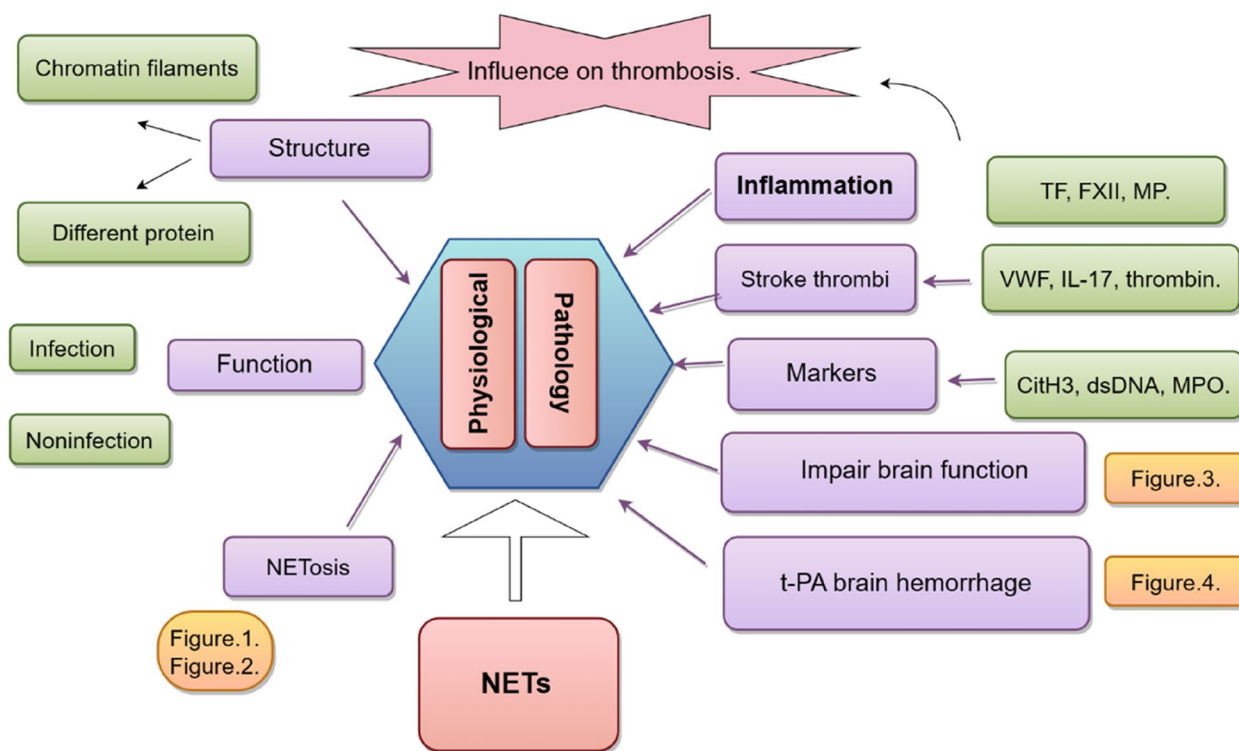 Influence on thrombosis.
Chromatin filaments
Structure
Different protein
Infection
Function
Noninfection
NETosis
Figure.1.
Figure.2.
Physiological
Pathology
NETs
Inflammation
TF, FXII, MP.
Stroke thrombi
VWF, IL-17, thrombin.
Markers
CitH3, dsDNA, MPO.
Impair brain function
Figure.3.
t-PA brain hemorrhage
Figure.4.